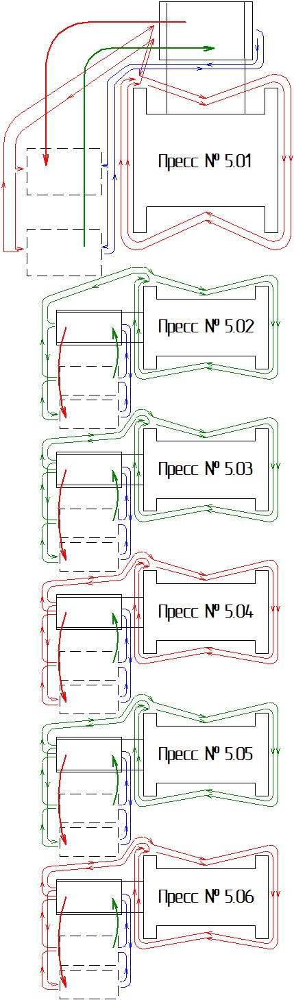 Пресс № 5.01
Пресс № 5.02
Пресс № 5.03
Пресс № 5.04
Пресс № 5.05
Пресс № 5.06